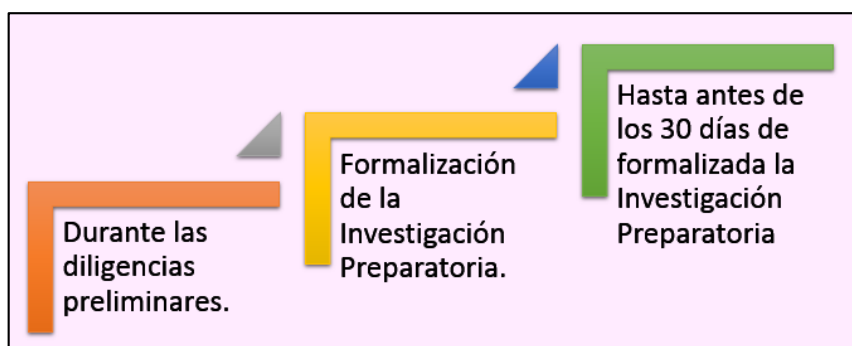 Durante las
diligencias
preliminares.
Formalización
de la
Investigación
Preparatoria.
Hasta antes de
los 30 días de
formalizada la
Investigación
Preparatoria